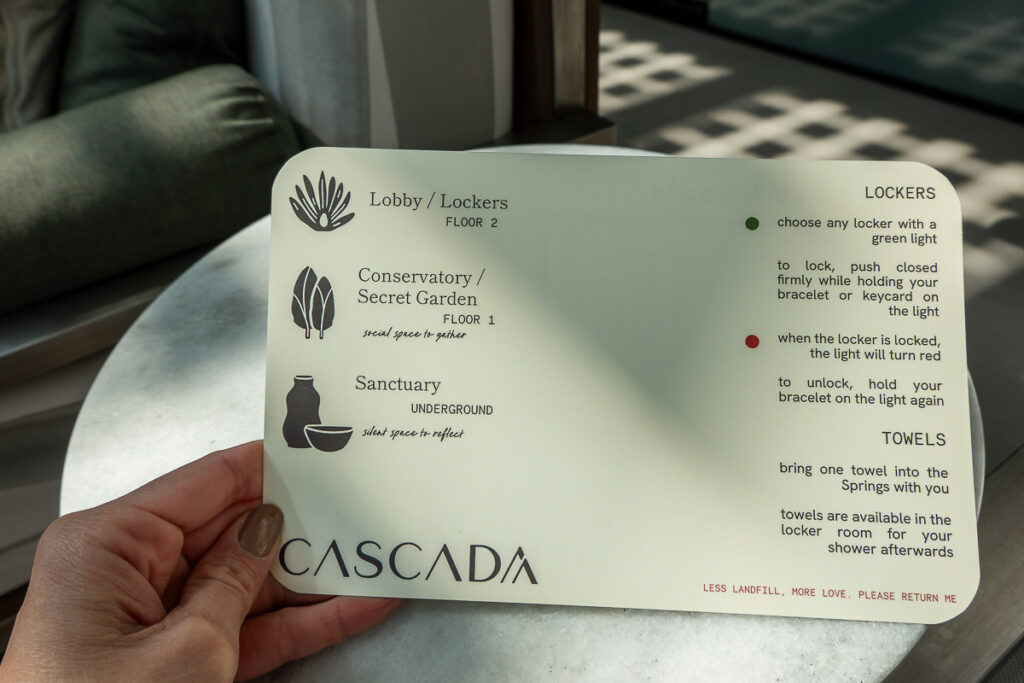 Lobby / Lockers
FLOOR 2
Conservatory /
Secret Garden
FLOOR 1
social space to gather
Sanctuary
UNDERGROUND
silent space to reflect
CASCADA
LOCKERS
choose any locker with a
green light
to lock, push closed
firmly while holding your
bracelet or keycard on
the light
when the locker is locked,
the light will turn red
to unlock, hold your
bracelet on the light again
TOWELS
bring one towel into the
Springs with you
towels are available in the
locker room for your
shower afterwards
LESS LANDFILL, MORE LOVE. PLEASE RETURN ME